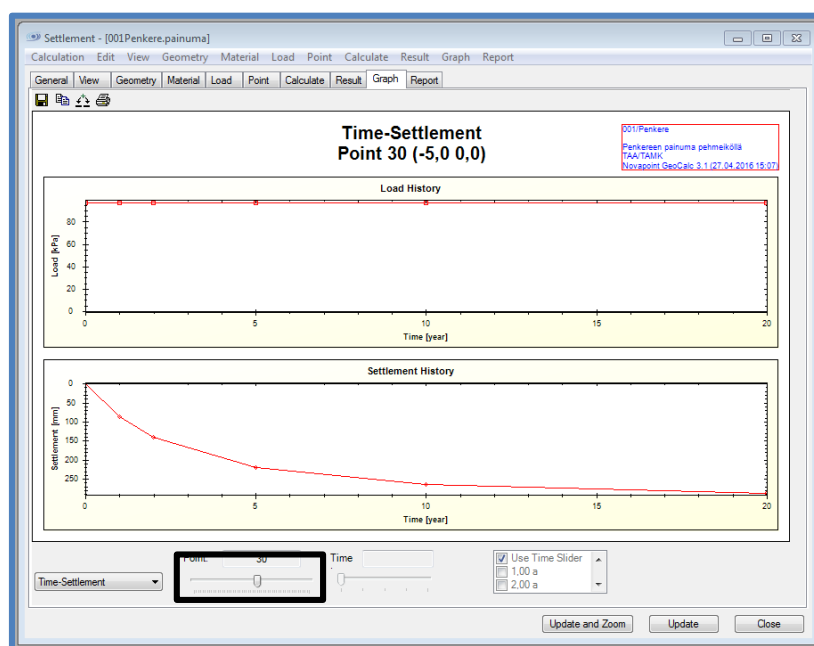 Settlement - [001Penkere.painuma]
Calculation Edit View Geometry Material Load Point Calculate Result Graph Report
General View Geometry Material Load Point Calculate Result Graph Report
Time-Settlement
Point 30 (-5,0 0,0)
001/Penkere
Penkereen painuma pehmeiköllä
TAA/TAMK
Novapoint GeoCalc 3.1 (27.04.2016 15:07)
Load History
80
60
40
20
0
Load [kPa]
0 5 10 15 20
Time [year]
Settlement History
0
50
100
150
200
250
Settlement [mm]
0 5 10 15 20
Time [year]
Point: 30 Time
Use Time Slider
1,00 a
2,00 a
Time-Settlement
Update and Zoom Update Close